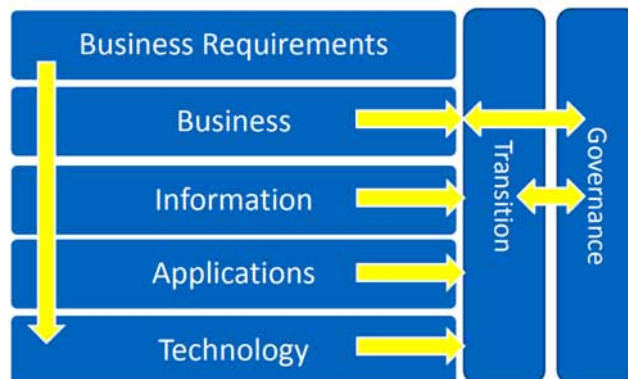 Business Requirements
Business
Information
Applications
Technology
Transition
Governance